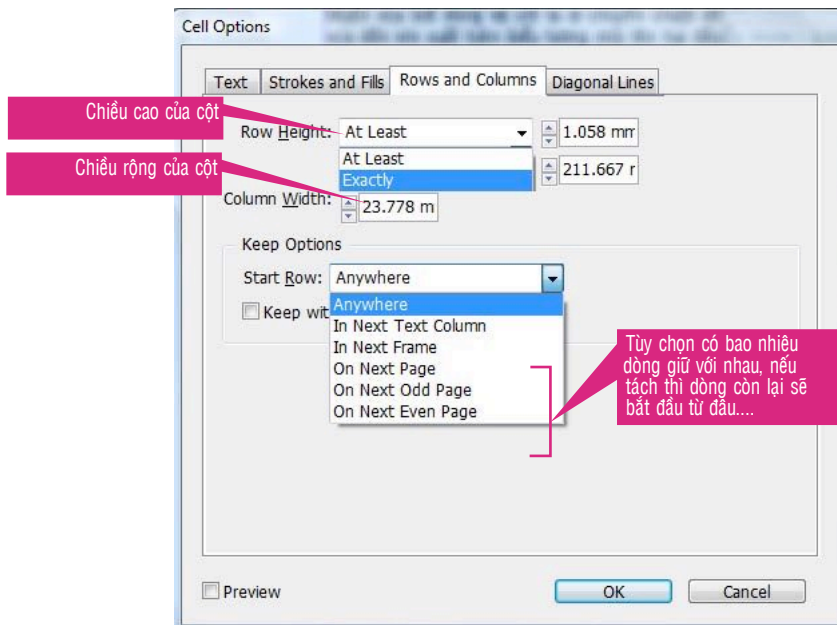 Cell Options
Text Strokes and Fills Rows and Columns Diagonal Lines
Chiều cao của cột
Row Height: At Least 1.058 mm
At Least
Exactly 211.667 r
Chiều rộng của cột
Column Width: 23.778 m
Keep Options
Start Row: Anywhere
Keep wit
Anywhere
In Next Text Column
In Next Frame
On Next Page
On Next Odd Page
On Next Even Page
Tùy chọn có bao nhiêu
dòng giữ với nhau, nếu
tách thì dòng còn lại sẽ
bắt đầu từ đầu....
Preview OK Cancel